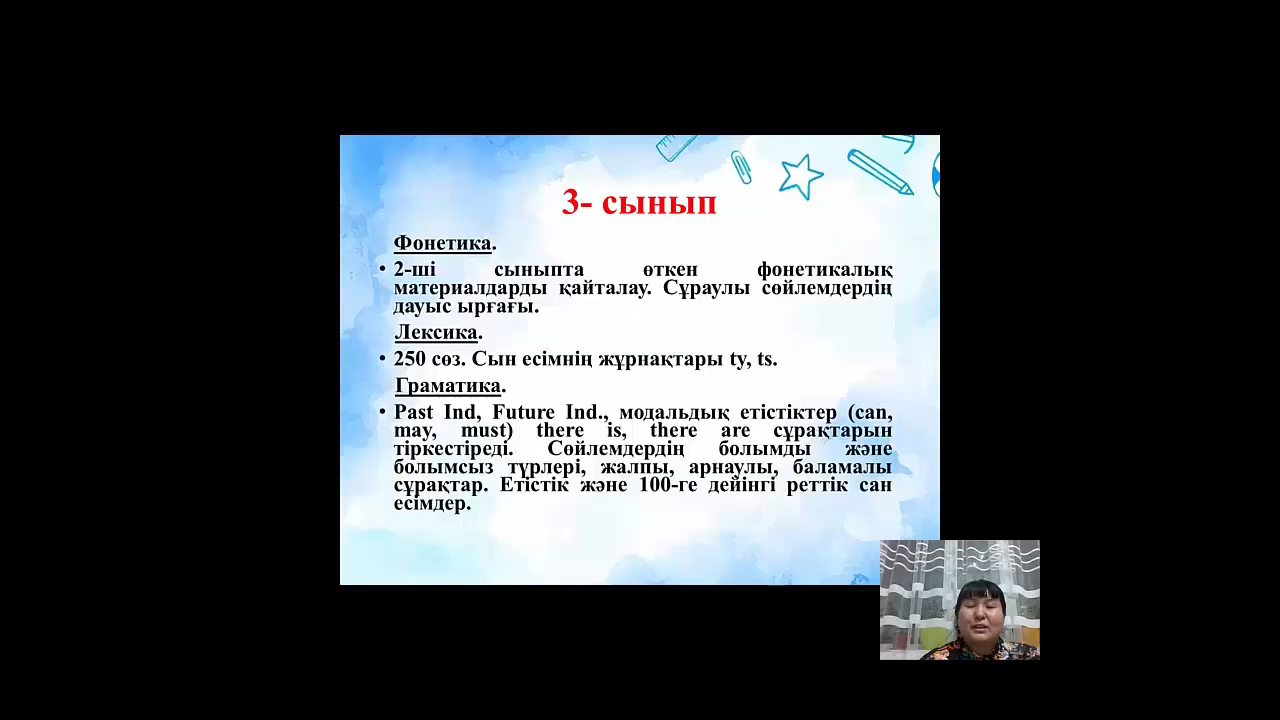 3- сынып
Фонетика.
• 2-ші сыныпта өткен фонетикалық
материалдарды қайталау. Сұраулы сөйлемдердің
дауыс ырғағы.
Лексика.
• 250 сөз. Сын есімнің жұрнақтары ty, ts.
Граматика.
• Past Ind, Future Ind., модальдық етістіктер (can,
may, must) there is, there are сұрақтарын
тіркестіреді. Сөйлемдердің болымды және
болымсыз түрлері, жалпы, арнаулы, баламалы
сұрақтар. Етістік және 100-ге дейінгі реттік сан
есімдер.